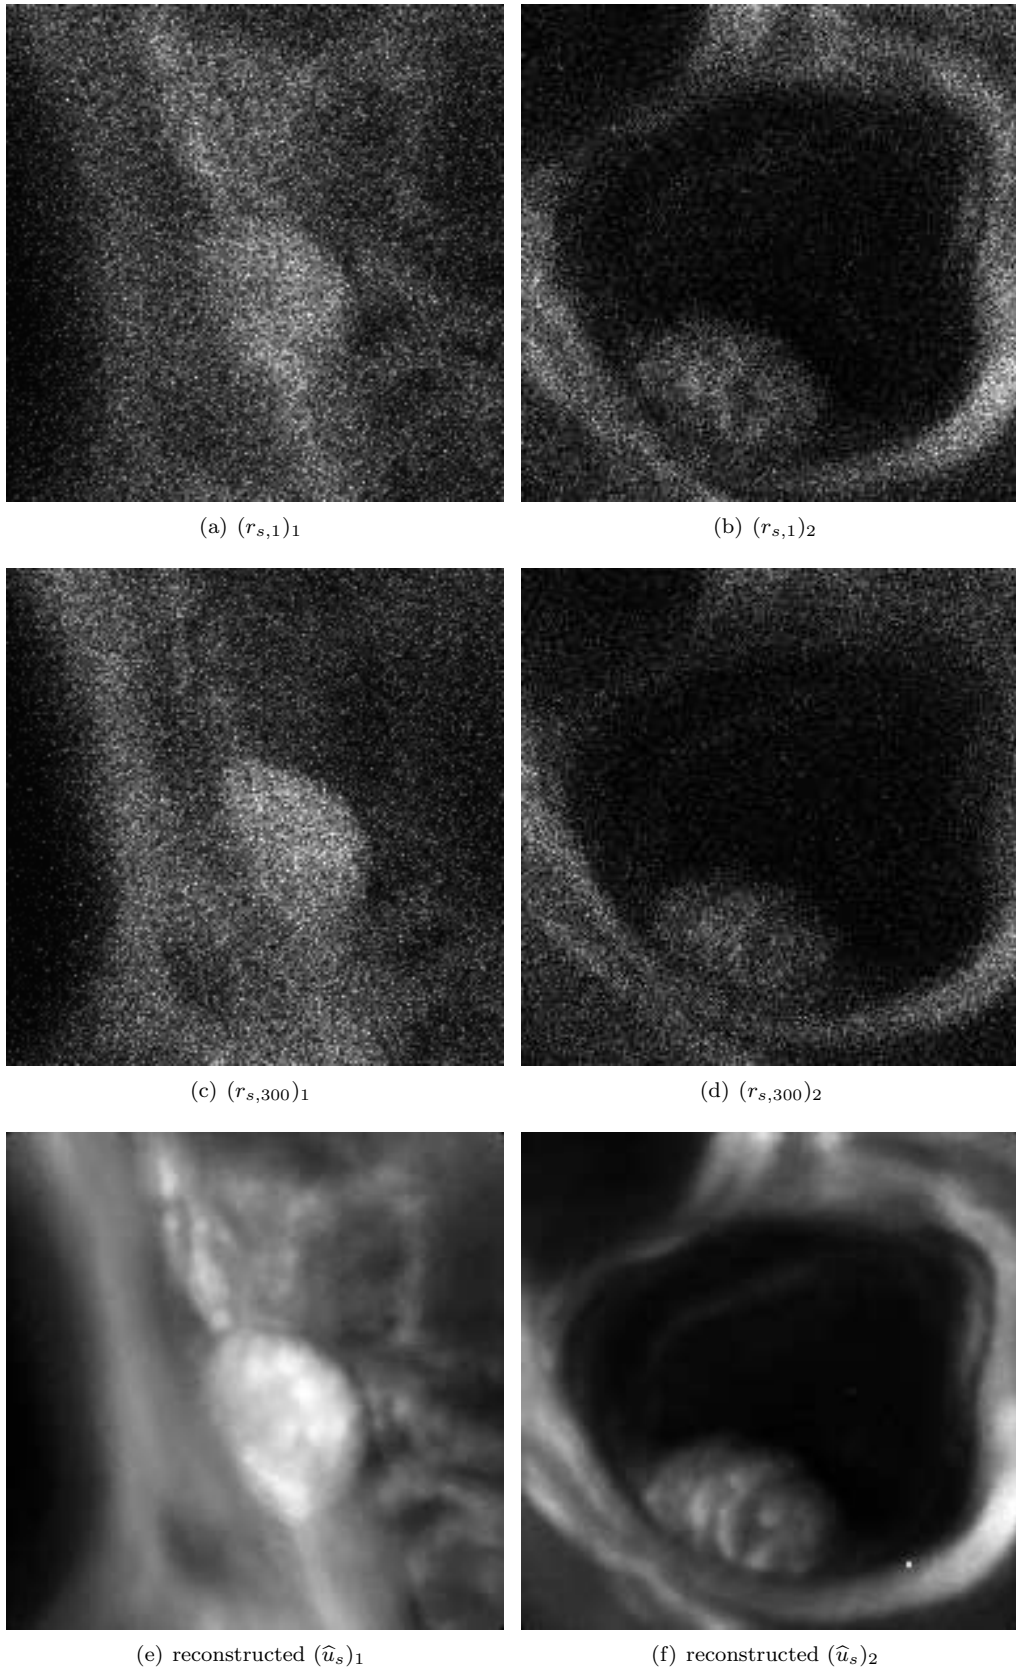 (a) (r_{s,1})_1
(b) (r_{s,1})_2
(c) (r_{s,300})_1
(d) (r_{s,300})_2
(e) reconstructed (û_s)_1
(f) reconstructed (û_s)_2